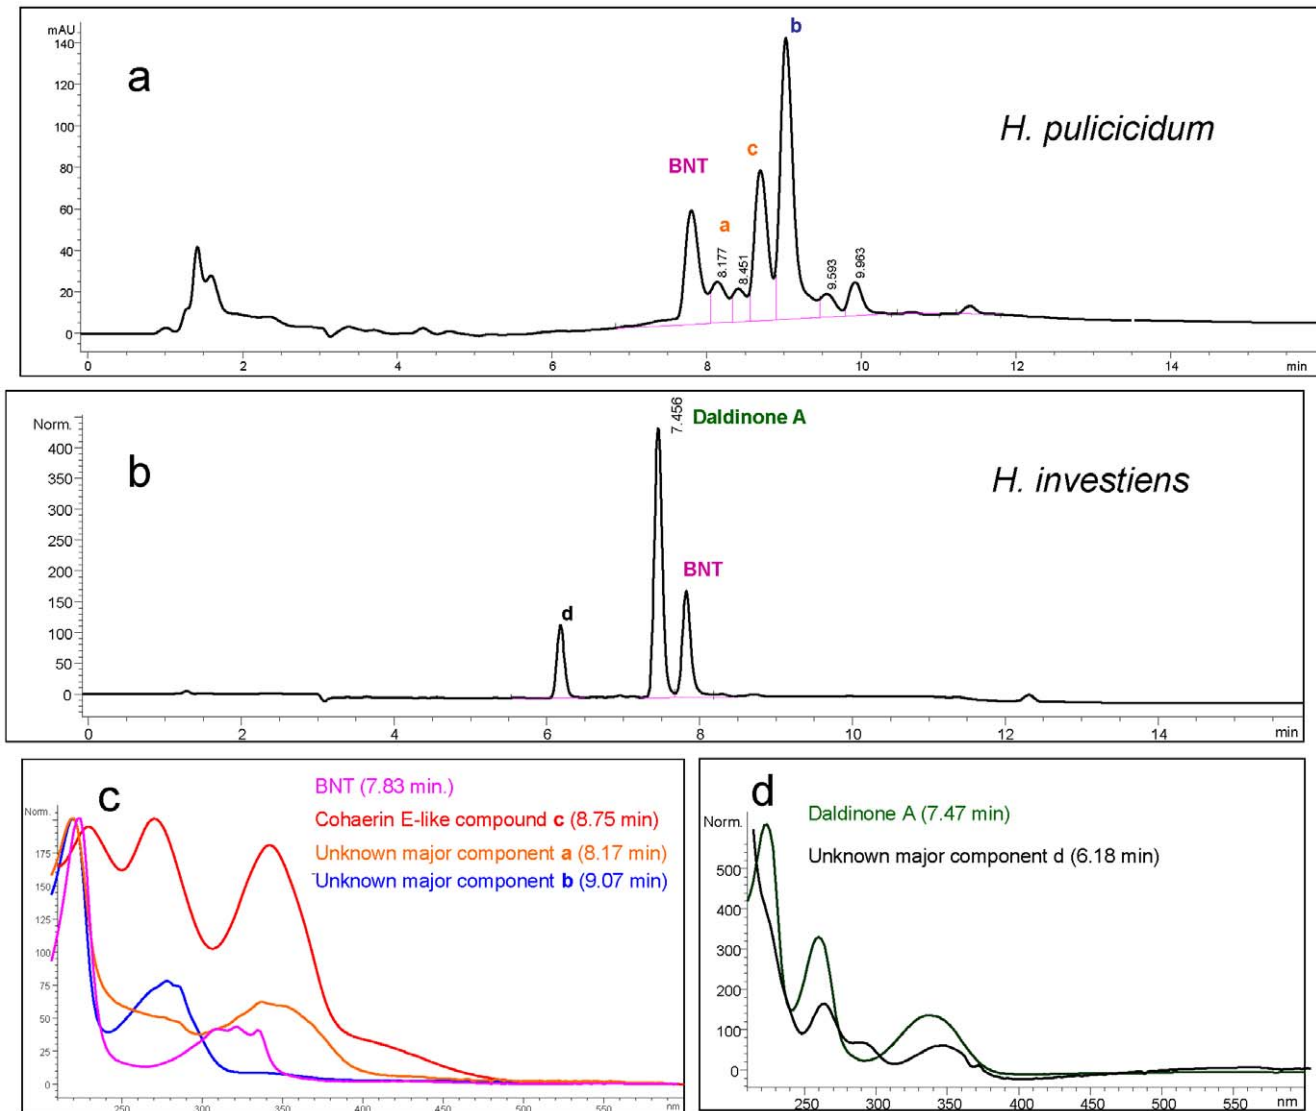 mAU
140
120
100
80
60
40
20
0
a
BNT
a
8.177
8.451
c
b
9.593
9.963
H. pulicicidum
0 2 4 6 8 10 12 14 min
Norm.
400
350
300
250
200
150
100
50
0
b
d
7.456
Daldinone A
BNT
H. investiens
0 2 4 6 8 10 12 14 min
c
Norm.
175
150
125
100
75
50
25
0
BNT (7.83 min.)
Cohaerin E-like compound c (8.75 min)
Unknown major component a (8.17 min)
Unknown major component b (9.07 min)
250 300 350 400 450 500 550 nm
d
Norm.
500
400
300
200
100
0
Daldinone A (7.47 min)
Unknown major component d (6.18 min)
250 300 350 400 450 500 550 nm